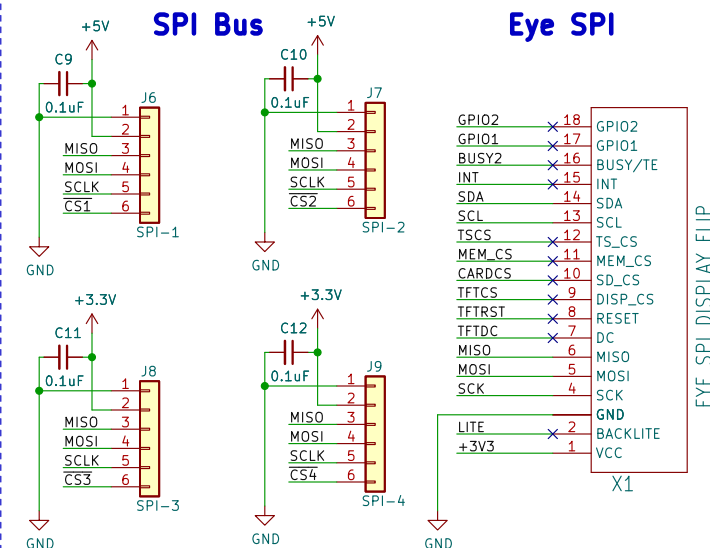 SPI Bus
Eye SPI
+5V
C9
0.1uF
J6
1
2
MISO 3
MOSI 4
SCLK 5
CS1 6
SPI-1
GND
+5V
C10
0.1uF
J7
1
2
MISO 3
MOSI 4
SCLK 5
CS2 6
SPI-2
GND
+3.3V
C11
0.1uF
J8
1
2
MISO 3
MOSI 4
SCLK 5
CS3 6
SPI-3
GND
+3.3V
C12
0.1uF
J9
1
2
MISO 3
MOSI 4
SCLK 5
CS4 6
SPI-4
GND
GPIO2 18 GPIO2
GPIO1 17 GPIO1
BUSY2 16 BUSY/TE
INT 15 INT
SDA 14 SDA
SCL 13 SCL
TSCS 12 TS_CS
MEM_CS 11 MEM_CS
CARDCS 10 SD_CS
TFTCS 9 DISP_CS
TFTRST 8 RESET
TFTDC 7 DC
MISO 6 MISO
MOSI 5 MOSI
SCK 4 SCK
GND
LITE 2 BACKLITE
+3V3 1 VCC
X1
GND
EYE SPI DISPLAY FLIP